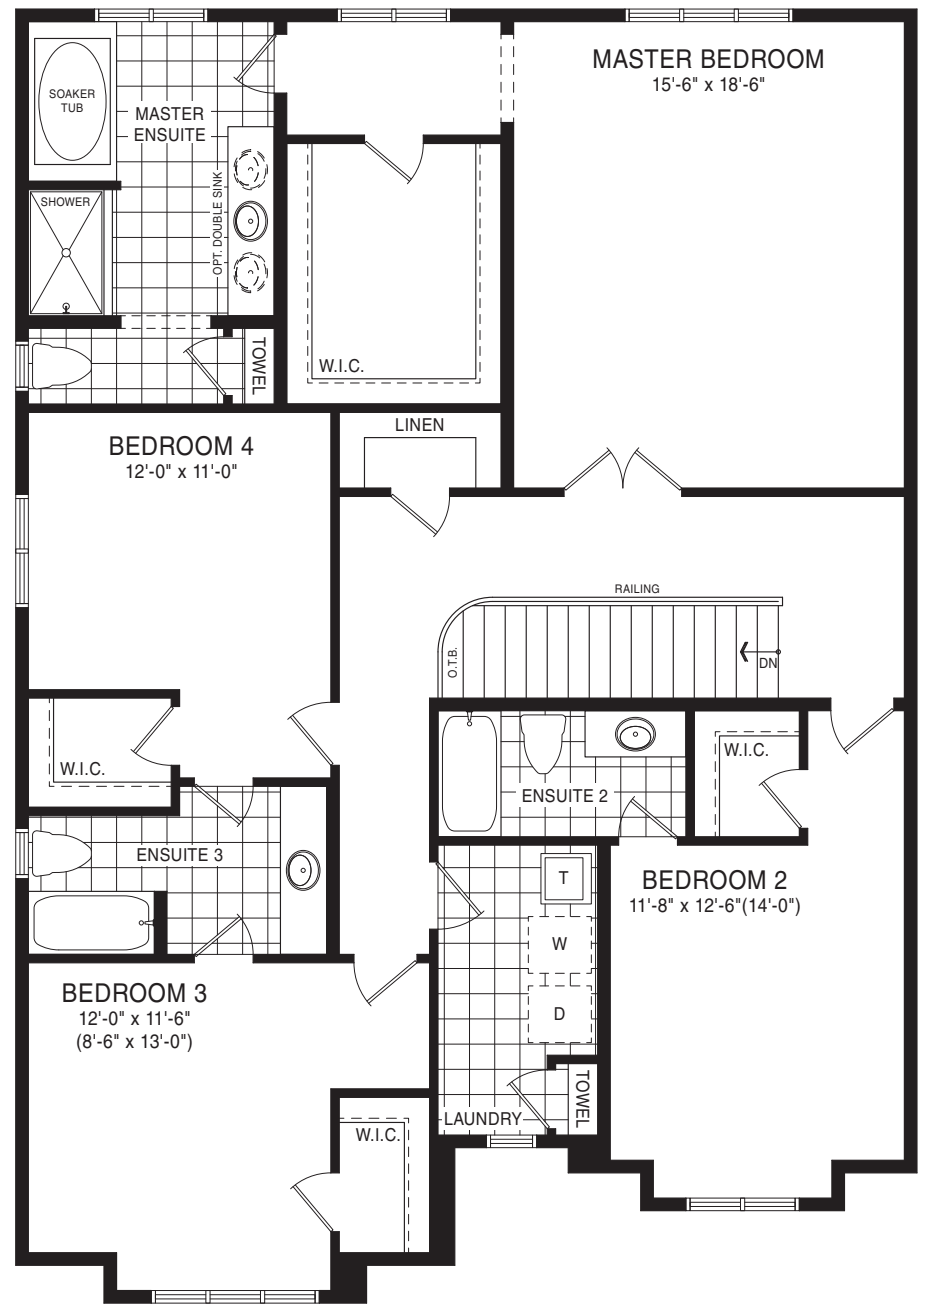 MASTER BEDROOM
15'-6" x 18'-6"
SOAKER
TUB
MASTER
ENSUITE
OPT. DOUBLE SINK
SHOWER
TOWEL
W.I.C.
LINEN
BEDROOM 4
12'-0" x 11'-0"
RAILING
O.T.B.
DN
W.I.C.
W.I.C.
ENSUITE 2
ENSUITE 3
T
W
D
BEDROOM 2
11'-8" x 12'-6"(14'-0")
BEDROOM 3
12'-0" x 11'-6"
(8'-6" x 13'-0")
TOWEL
LAUNDRY
W.I.C.